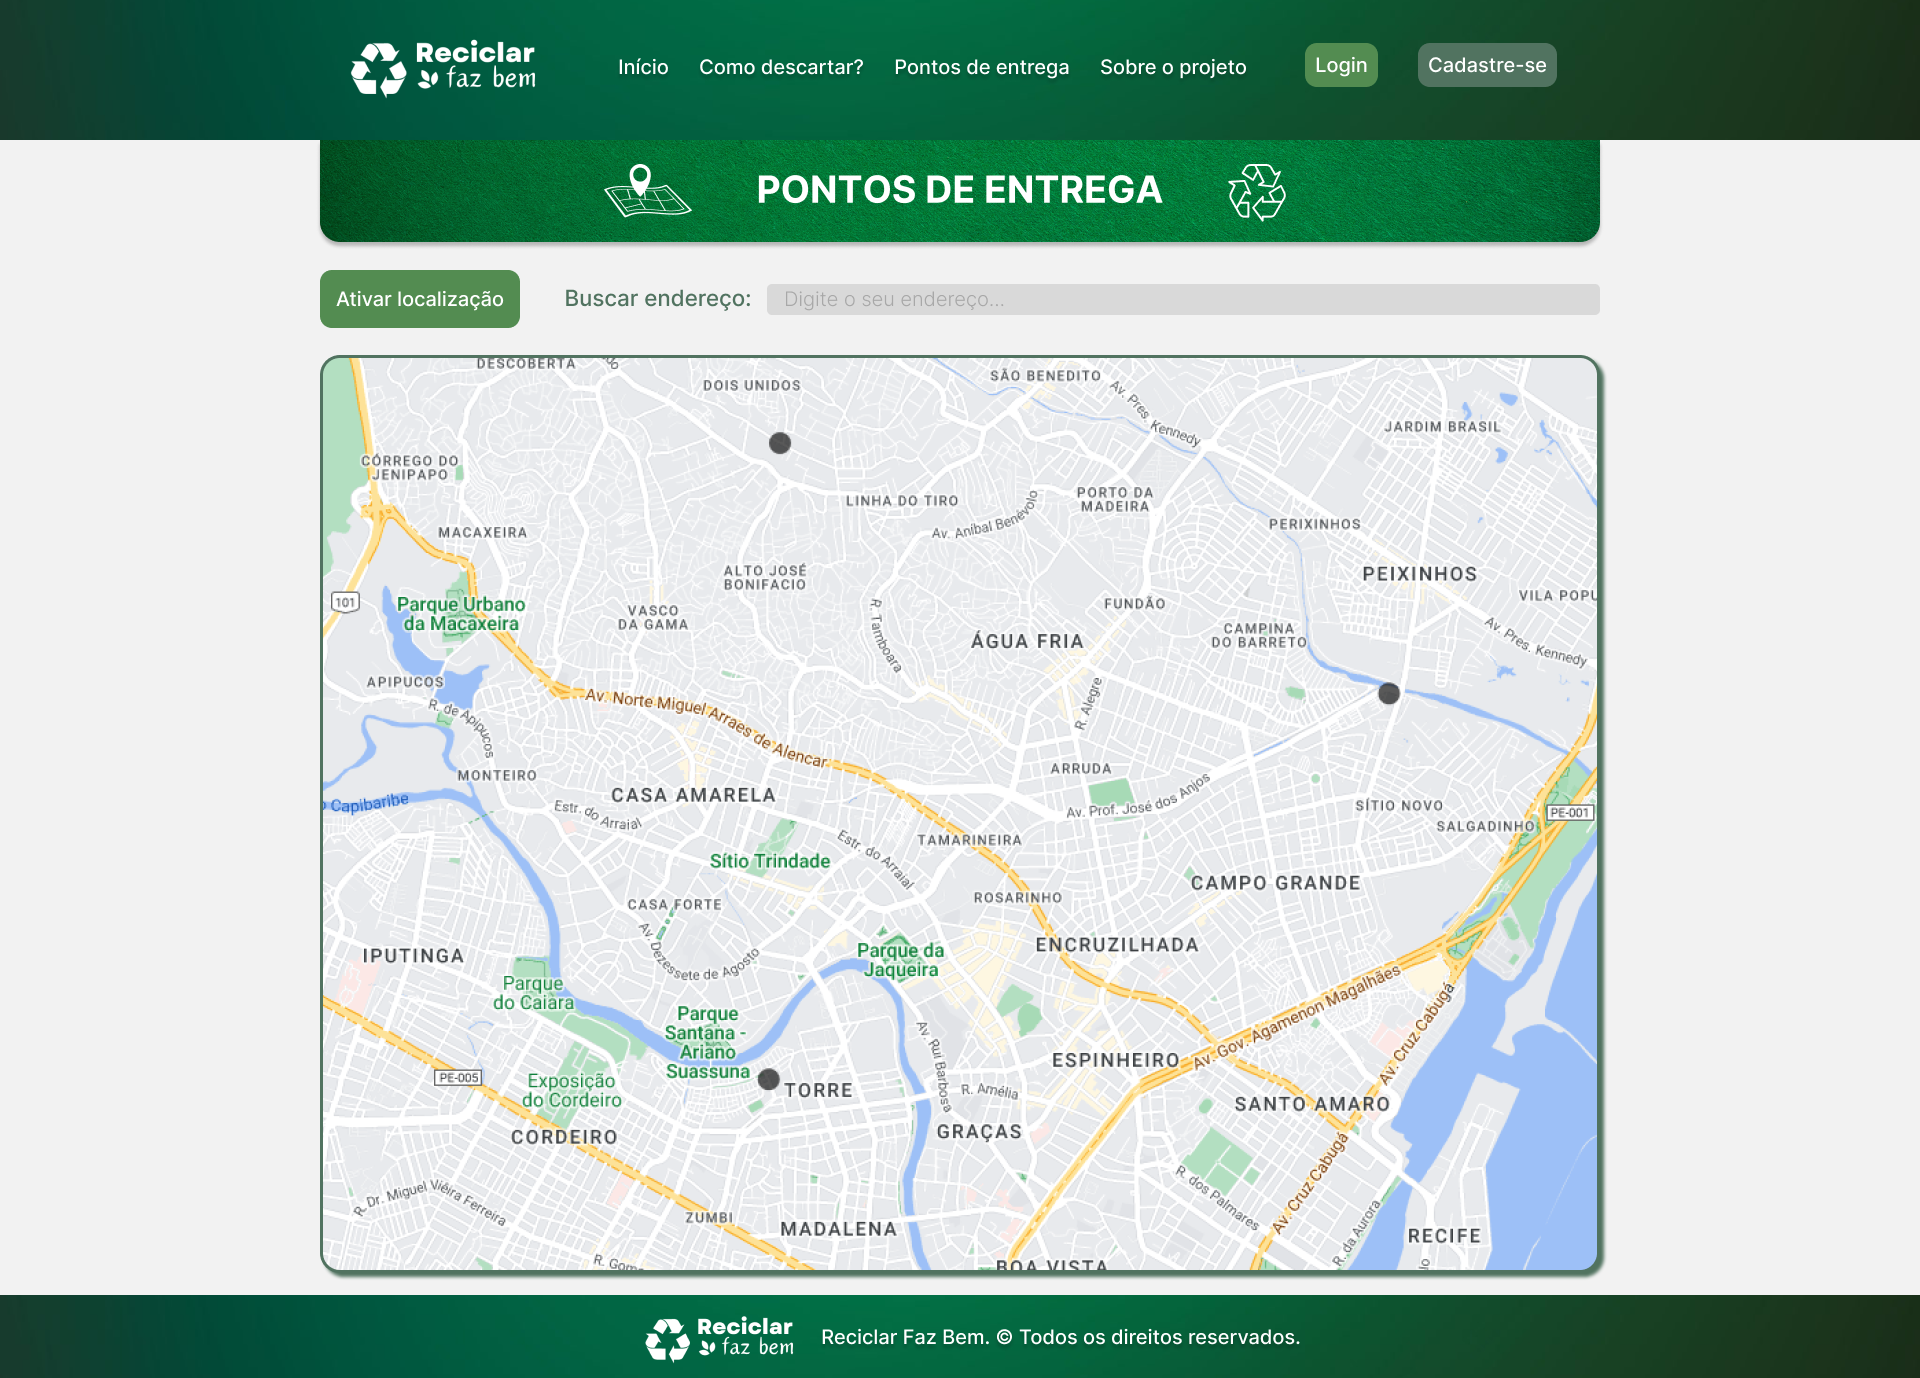 Reciclar
faz bem
Início
Como descartar?
Pontos de entrega
Sobre o projeto
Login
Cadastre-se
PONTOS DE ENTREGA
Ativar localização
Buscar endereço:
Digite o seu endereço...
DESCOBERTA
DOIS UNIDOS
SÃO BENEDITO
Av. Pres. Kennedy
JARDIM BRASIL
CÓRREGO DO
JENIPAPO
LINHA DO TIRO
PORTO DA
MADEIRA
Av. Aníbal Benévolo
PERIXINHOS
MACAXEIRA
ALTO JOSÉ
BONIFACIO
PEIXINHOS
VILA POPU
101
Parque Urbano
da Macaxeira
VASCO
DA GAMA
R. Tamboara
FUNDÃO
ÁGUA FRIA
CAMPINA
DO BARRETO
Av. Pres. Kennedy
APIPUCOS
R. de Apipucos
Av. Norte Miguel Arraes de Alencar
R. Alegre
MONTEIRO
ARRUDA
Capibaribe
CASA AMARELA
Estr. do Arraial
Av. Prof. José dos Anjos
SÍTIO NOVO
PE-001
SALGADINHO
TAMARINEIRA
Estr. do Arraial
Sítio Trindade
CAMPO GRANDE
ROSARINHO
CASA FORTE
Av. Dezessete de Agosto
ENCRUZILHADA
IPUTINGA
Parque da
Jaqueira
Parque
do Caiara
Av. Gov. Agamenon Magalhães
Av. Cruz Cabugá
Parque
Santana -
Ariano
Suassuna
Av. Rui Barbosa
ESPINHEIRO
PE-005
Exposição
do Cordeiro
TORRE
R. Amélia
SANTO AMARO
CORDEIRO
GRAÇAS
Av. Cruz Cabugá
R. dos Palmares
R. Dr. Miguel Viêira Ferreira
ZUMBI
MADALENA
R. da Aurora
RECIFE
R. Gome
BOA VISTA
Reciclar
faz bem
Reciclar Faz Bem. © Todos os direitos reservados.